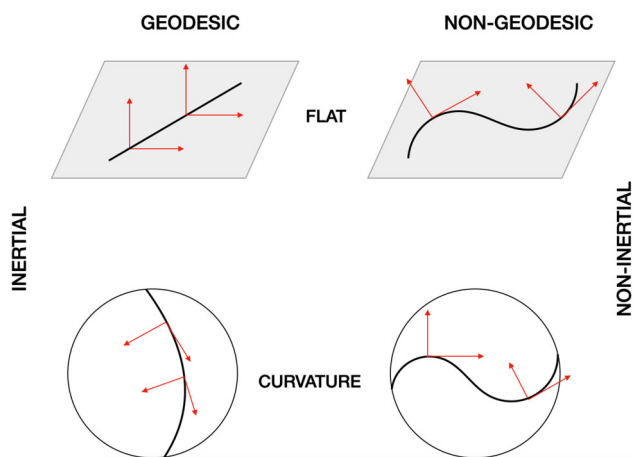 GEODESIC
NON-GEODESIC
FLAT
INERTIAL
NON-INERTIAL
CURVATURE